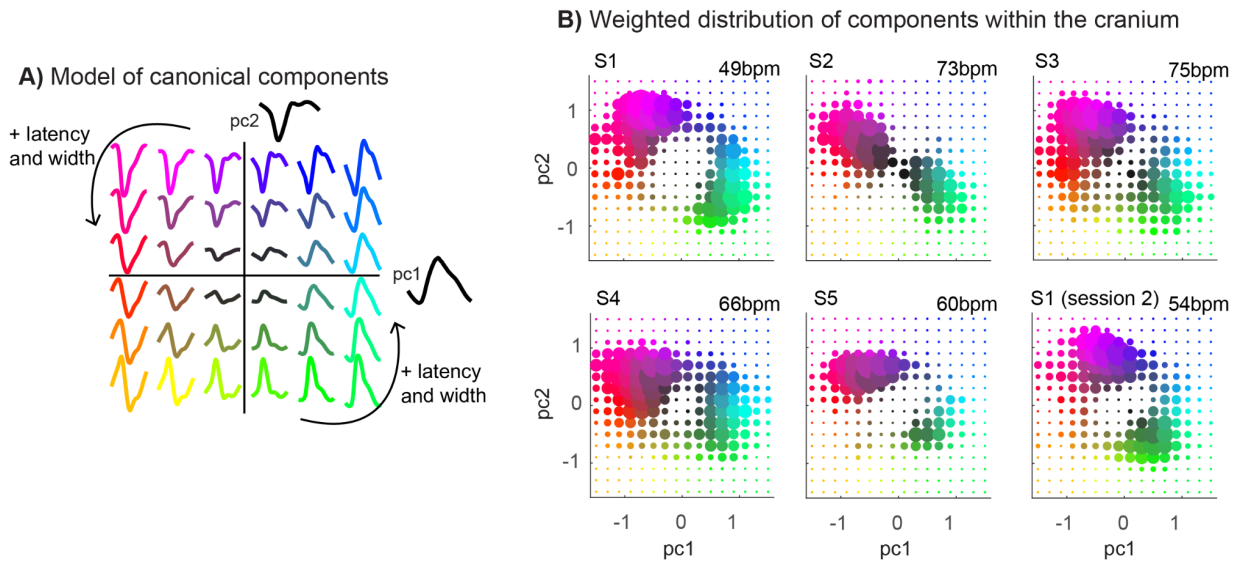 B) Weighted distribution of components within the cranium
A) Model of canonical components
+ latency
and width
pc2
pc1
+ latency
and width
S1
49bpm
S2
73bpm
S3
75bpm
pc2
1
0
-1
S4
66bpm
S5
60bpm
S1 (session 2)
54bpm
pc2
1
0
-1
-1 0 1
pc1
-1 0 1
pc1
-1 0 1
pc1